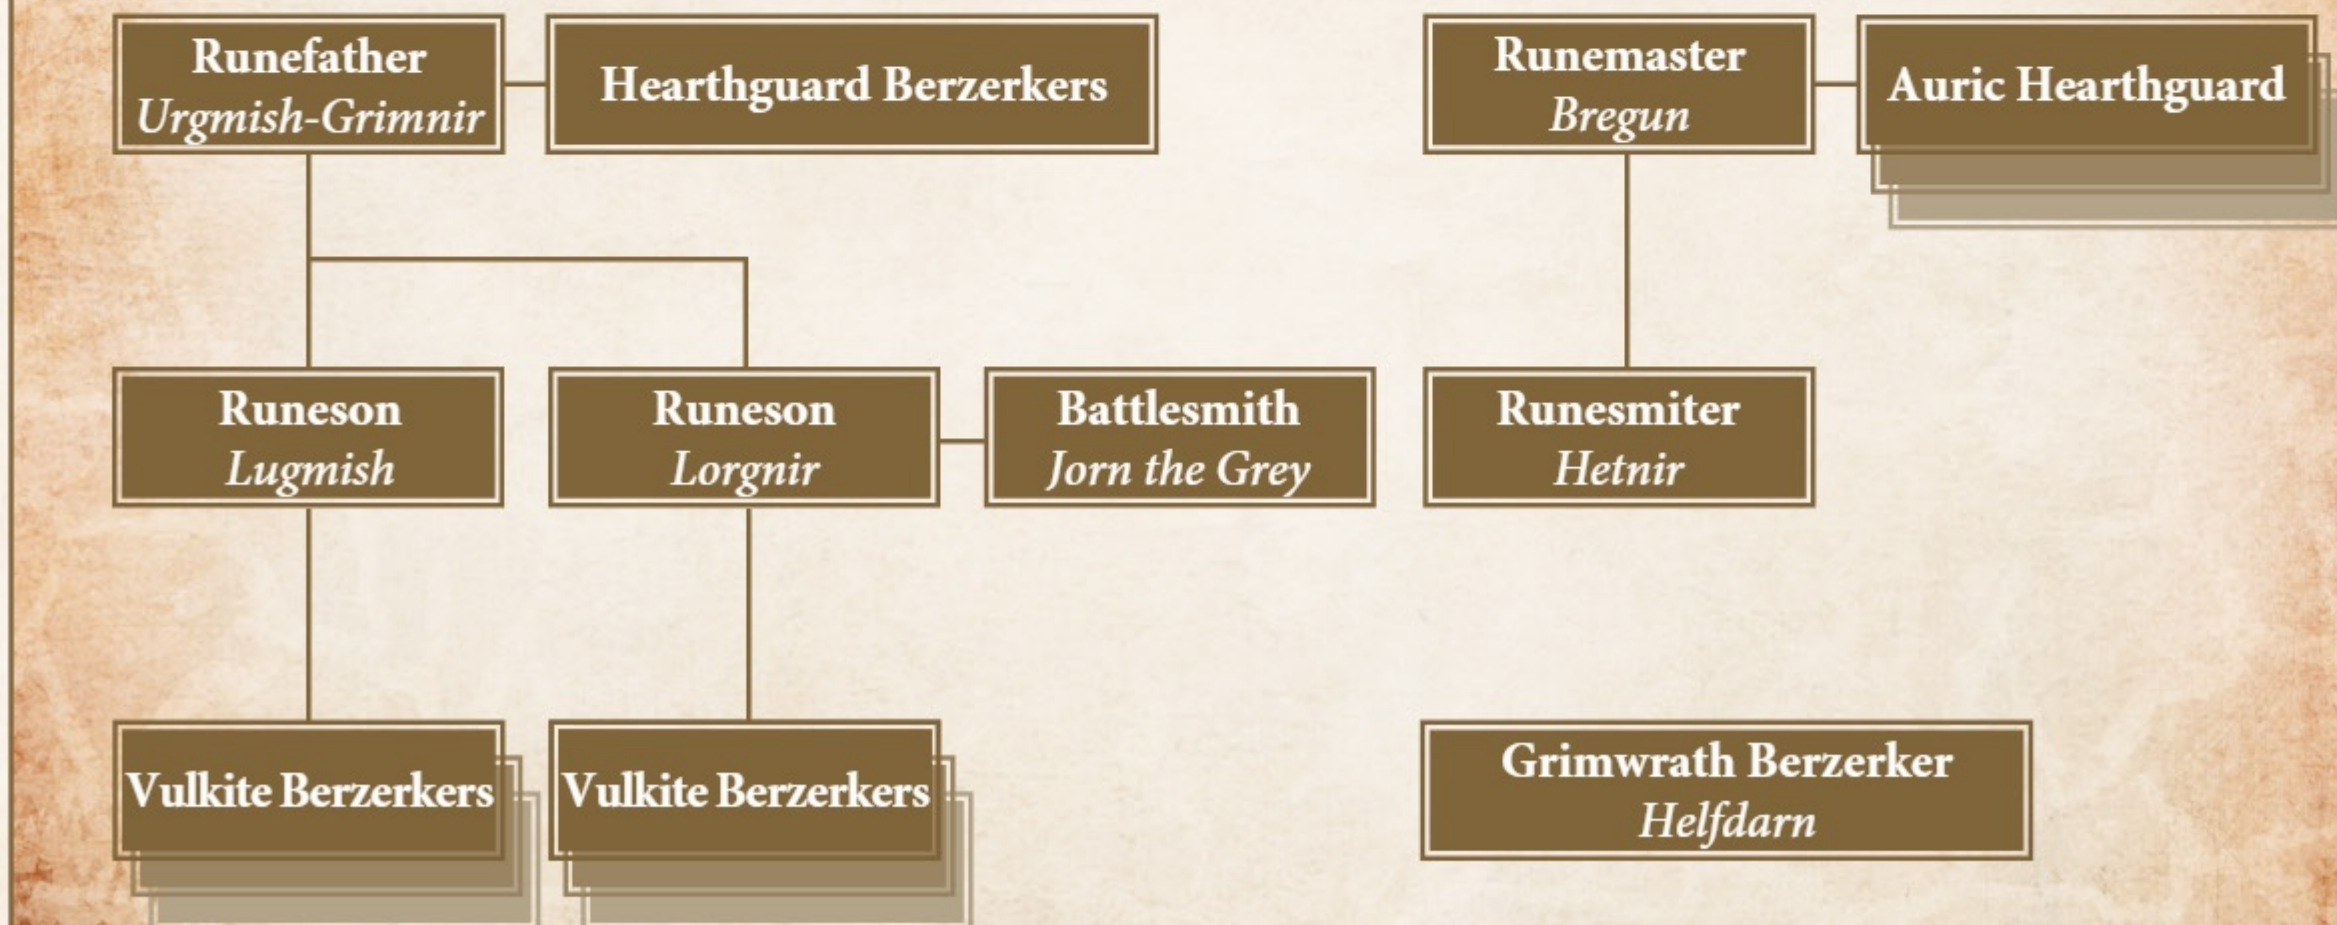 Runefather
Urgmish-Grimnir
Hearthguard Berzerkers
Runemaster
Bregun
Auric Hearthguard
Runeson
Lugmish
Runeson
Lorgnir
Battlesmith
Jorn the Grey
Runesmiter
Hetnir
Vulkite Berzerkers
Vulkite Berzerkers
Grimwrath Berzerker
Helfdarn